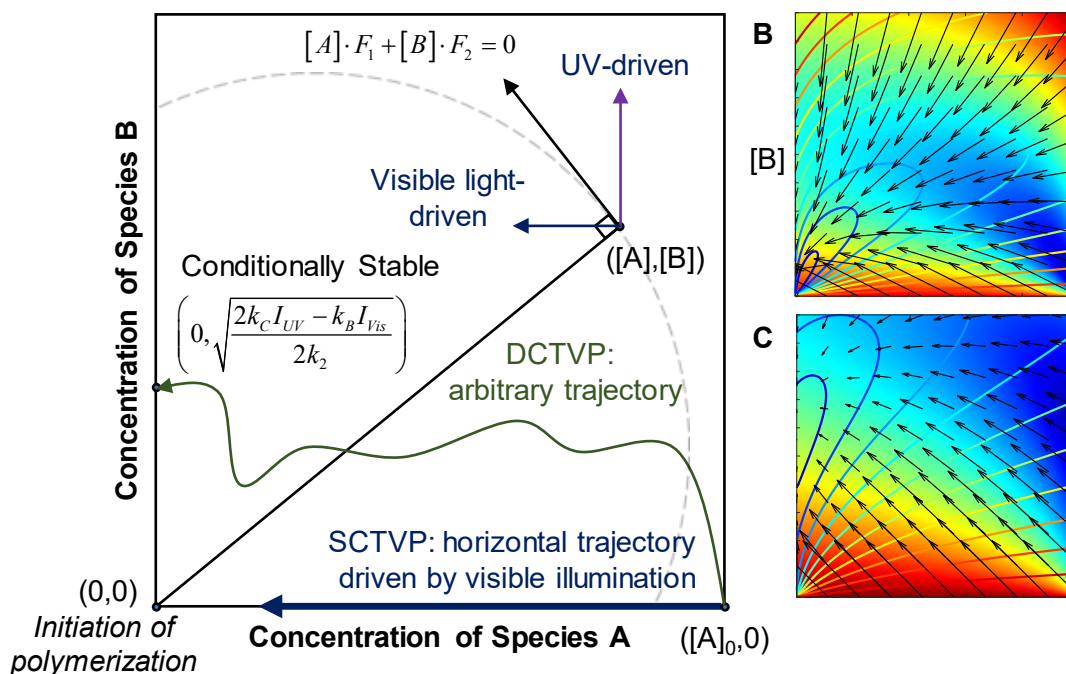 [A]·F₁+[B]·F₂=0
UV-driven
Visible light-
driven
([A],[B])
Conditionally Stable
(0, √((2k_C I_UV − k_B I_Vis)/(2k₂)))
DCTVP:
arbitrary trajectory
SCTVP: horizontal trajectory
driven by visible illumination
Concentration of Species B
(0,0)
Initiation of
polymerization
Concentration of Species A
([A]₀,0)
B
[B]
C